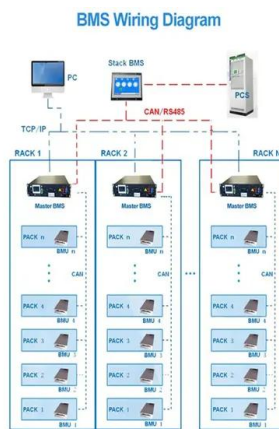 BMS Wiring Diagram
Stack BMS
PC
PCS
CAN/RS485
TCP/IP
RACK 1
RACK 2
RACK N
Master BMS
Master BMS
Master BMS
PACK n
PACK n
PACK n
BMU n
BMU n
BMU n
CAN
CAN
CAN
PACK 4
PACK 4
PACK 4
BMU 4
BMU 4
BMU 4
PACK 3
PACK 3
PACK 3
BMU 3
BMU 3
BMU 3
PACK 2
PACK 2
PACK 2
BMU 2
BMU 2
BMU 2
PACK 1
PACK 1
PACK 1
BMU 1
BMU 1
BMU 1